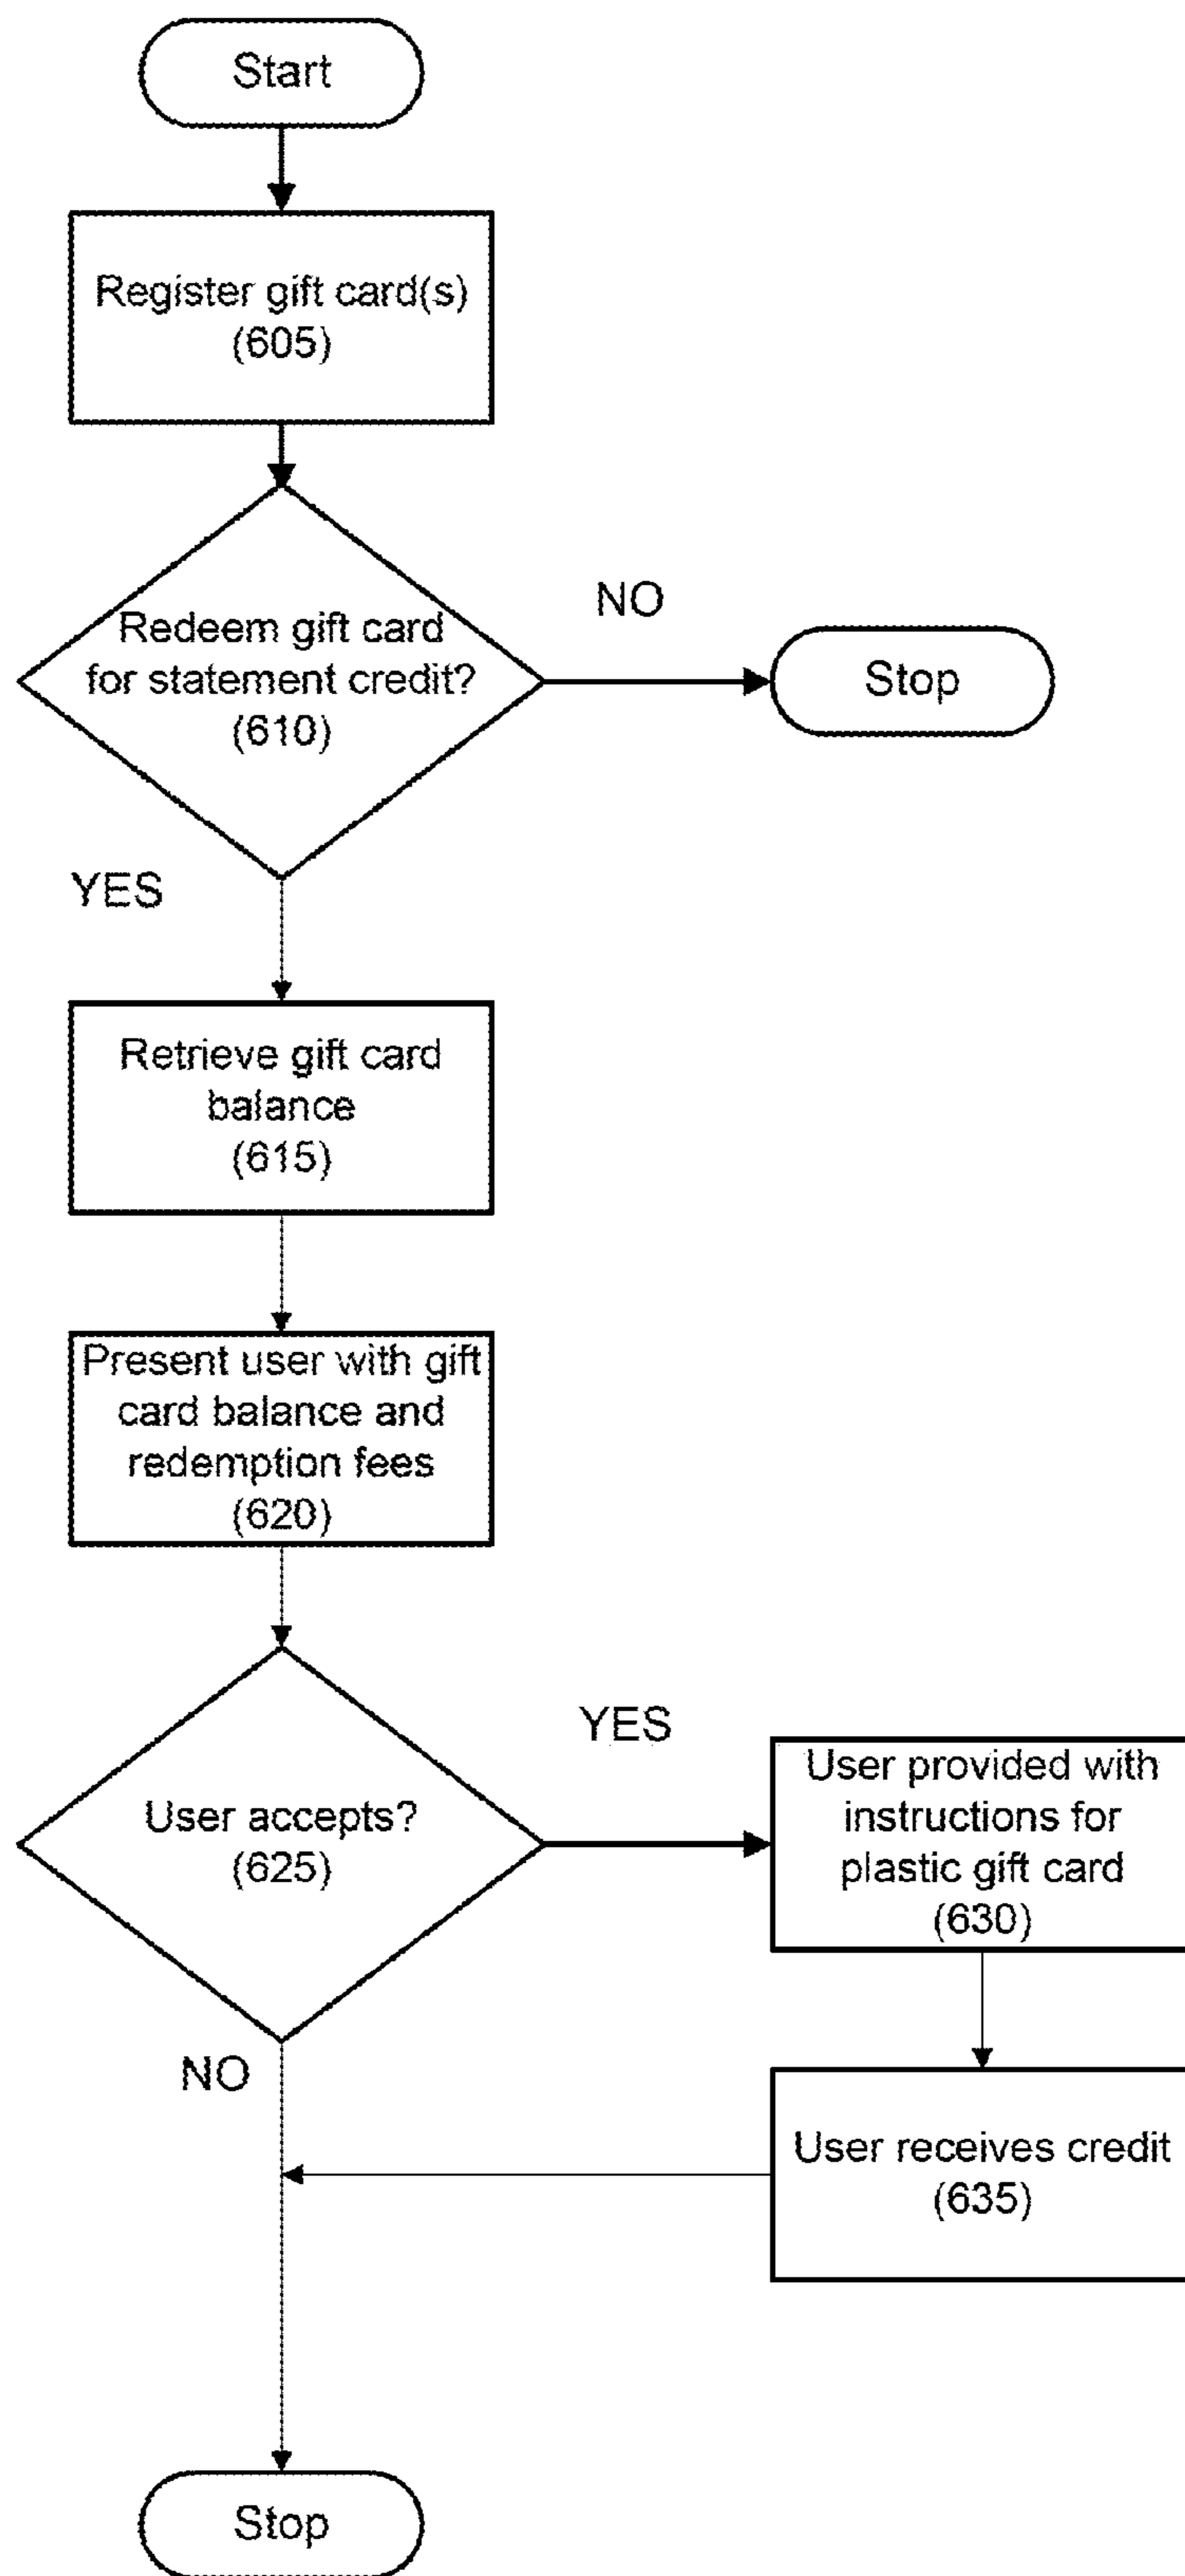 Start
Register gift card(s)
(605)
Redeem gift card
for statement credit?
(610)
NO
Stop
YES
Retrieve gift card
balance
(615)
Present user with gift
card balance and
redemption fees
(620)
User accepts?
(625)
YES
User provided with
instructions for
plastic gift card
(630)
NO
User receives credit
(635)
Stop